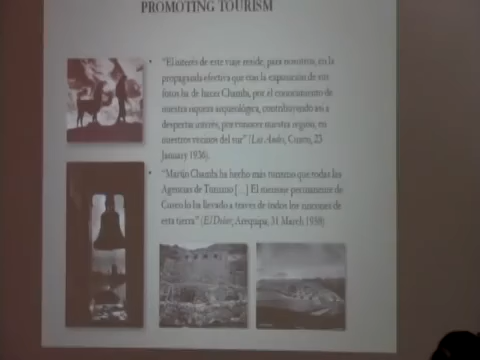 PROMOTING TOURISM
• "El interés de este viaje reside, para nosotros, en la
propaganda efectiva que con la exposición de sus
fotos ha de hacer Chambi, por el conocimiento de
nuestra riqueza arqueológica, contribuyendo así a
despertar interés, por conocer nuestra región, en
nuestros vecinos del sur" (Los Andes, Cuzco, 23
January 1936).
• "Martín Chambi ha hecho más turismo que todas las
Agencias de Turismo [...] El mensaje permanente de
Cuzco lo ha llevado a través de todos los rincones de
esta tierra" (El Deber, Arequipa, 31 March 1958)